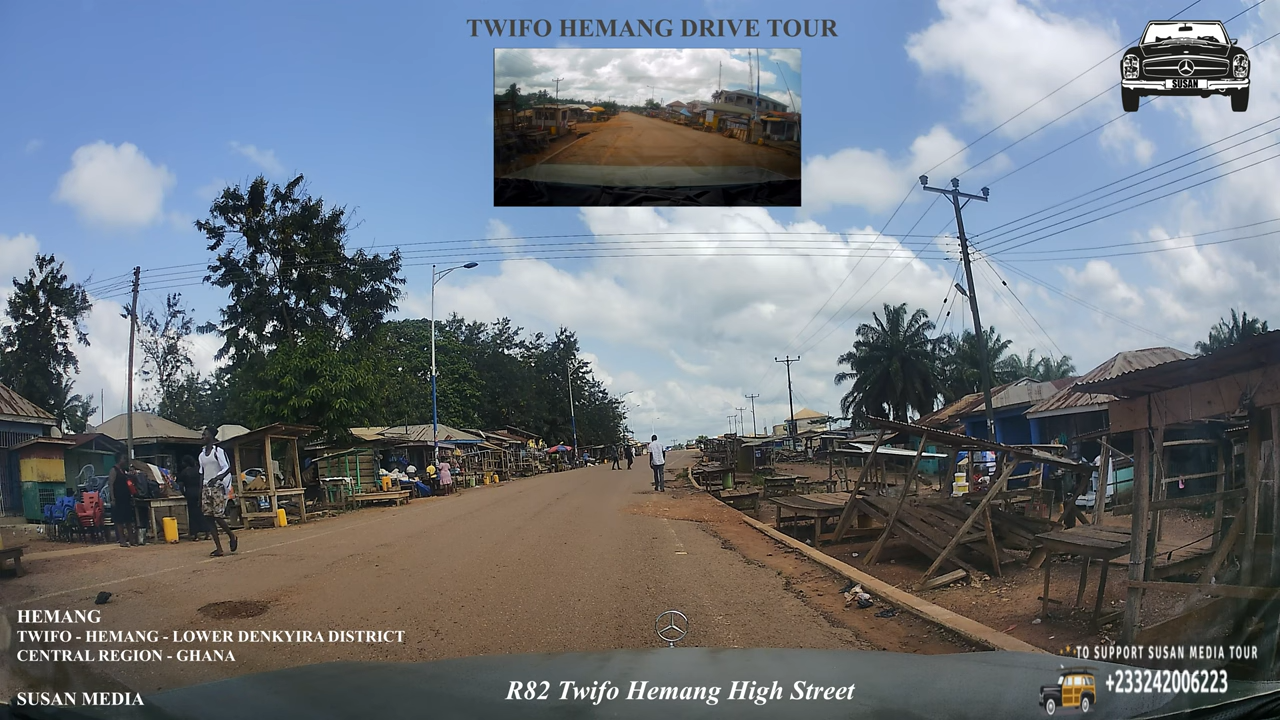 TWIFO HEMANG DRIVE TOUR
SUSAN
HEMANG
TWIFO - HEMANG - LOWER DENKYIRA DISTRICT
CENTRAL REGION - GHANA
SUSAN MEDIA
R82 Twifo Hemang High Street
TO SUPPORT SUSAN MEDIA TOUR
+233242006223